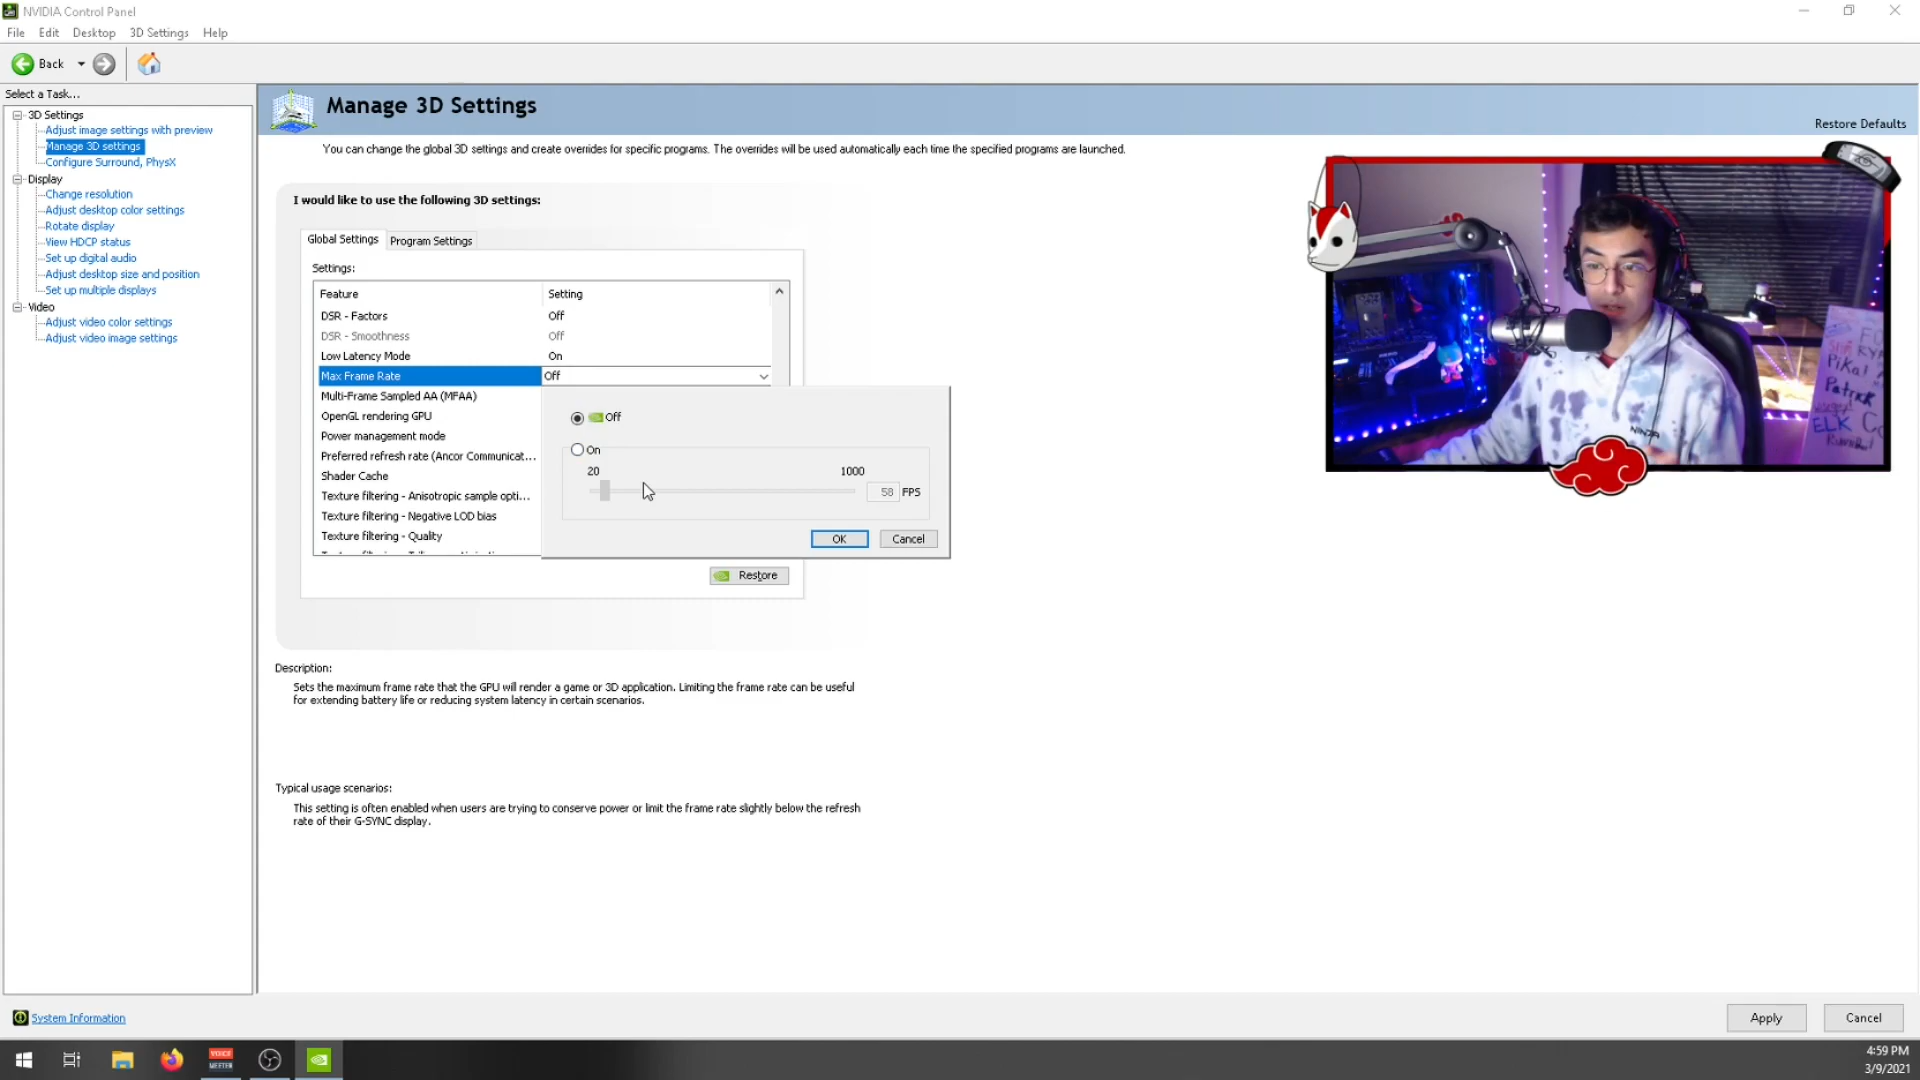 NVIDIA Control Panel
File Edit Desktop 3D Settings Help
Back
Select a Task...
3D Settings
Adjust image settings with preview
Manage 3D settings
Configure Surround, PhysX
Display
Change resolution
Adjust desktop color settings
Rotate display
View HDCP status
Set up digital audio
Adjust desktop size and position
Set up multiple displays
Video
Adjust video color settings
Adjust video image settings
Manage 3D Settings
Restore Defaults
You can change the global 3D settings and create overrides for specific programs. The overrides will be used automatically each time the specified programs are launched.
I would like to use the following 3D settings:
Global Settings Program Settings
Settings:
Feature Setting
DSR - Factors Off
DSR - Smoothness Off
Low Latency Mode On
Max Frame Rate Off
Multi-Frame Sampled AA (MFAA)
OpenGL rendering GPU
Power management mode
Preferred refresh rate (Ancor Communicat...
Shader Cache
Texture filtering - Anisotropic sample opti...
Texture filtering - Negative LOD bias
Texture filtering - Quality
Off
On
20 1000
58 FPS
OK Cancel
Restore
Description:
Sets the maximum frame rate that the GPU will render a game or 3D application. Limiting the frame rate can be useful
for extending battery life or reducing system latency in certain scenarios.
Typical usage scenarios:
This setting is often enabled when users are trying to conserve power or limit the frame rate slightly below the refresh
rate of their G-SYNC display.
NINJA
PiKa!
Patrick
ELK
System Information
Apply Cancel
VOICE
MEETER
4:59 PM
3/9/2021